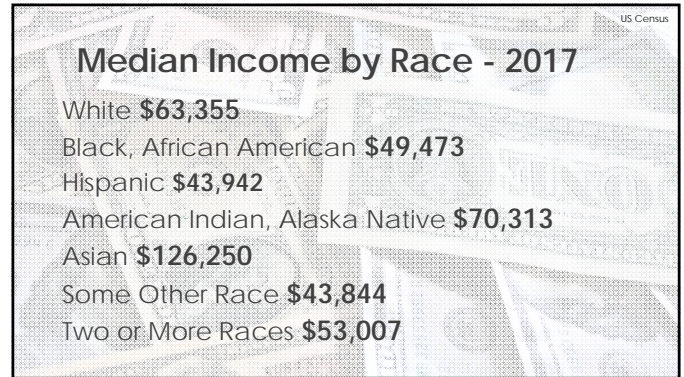 US Census
Median Income by Race - 2017
White $63,355
Black, African American $49,473
Hispanic $43,942
American Indian, Alaska Native $70,313
Asian $126,250
Some Other Race $43,844
Two or More Races $53,007